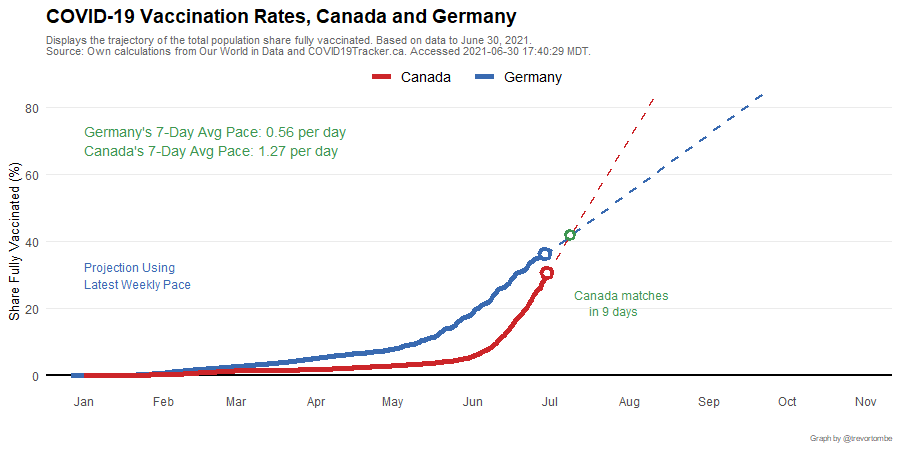 COVID-19 Vaccination Rates, Canada and Germany
Displays the trajectory of the total population share fully vaccinated. Based on data to June 30, 2021.
Source: Own calculations from Our World in Data and COVID19Tracker.ca. Accessed 2021-06-30 17:40:29 MDT.
Canada
Germany
Share Fully Vaccinated (%)
80
60
40
20
0
Germany's 7-Day Avg Pace: 0.56 per day
Canada's 7-Day Avg Pace: 1.27 per day
Projection Using
Latest Weekly Pace
Canada matches
in 9 days
Jan
Feb
Mar
Apr
May
Jun
Jul
Aug
Sep
Oct
Nov
Graph by @trevortombe